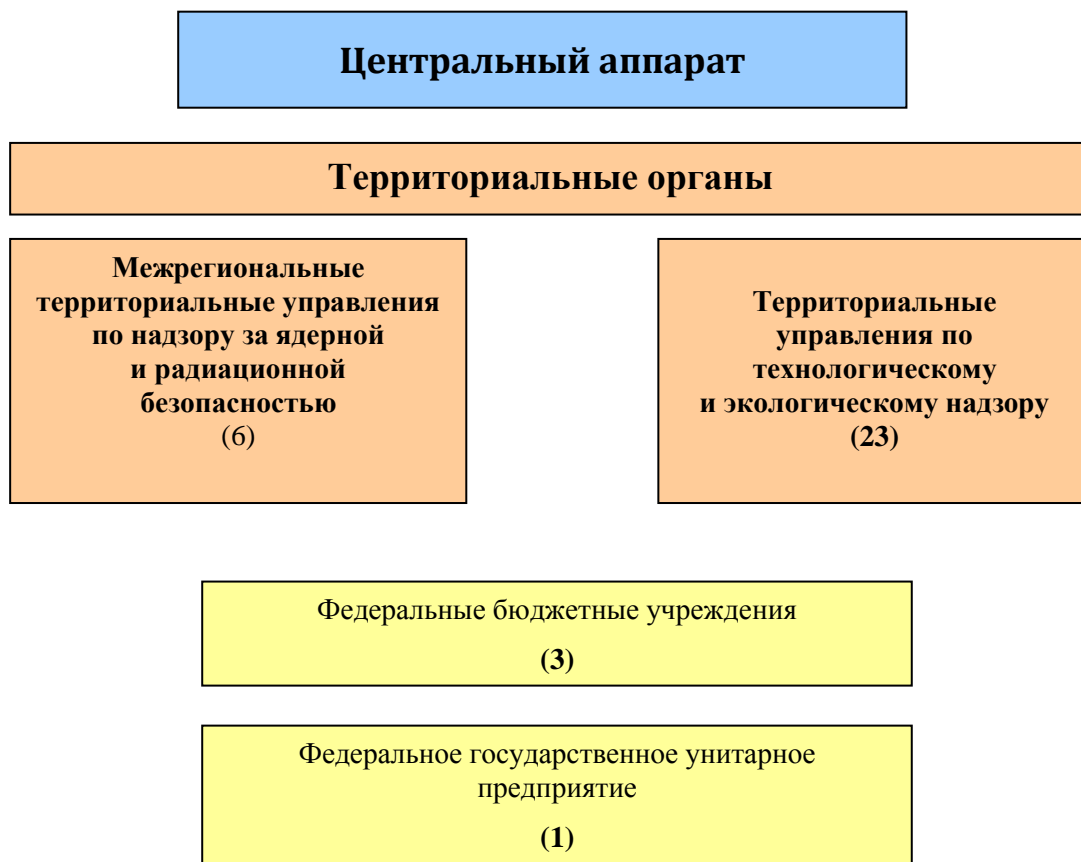 Центральный аппарат
Территориальные органы
Межрегиональные
территориальные управления
по надзору за ядерной
и радиационной
безопасностью
(6)
Территориальные
управления по
технологическому
и экологическому надзору
(23)
Федеральные бюджетные учреждения
(3)
Федеральное государственное унитарное
предприятие
(1)